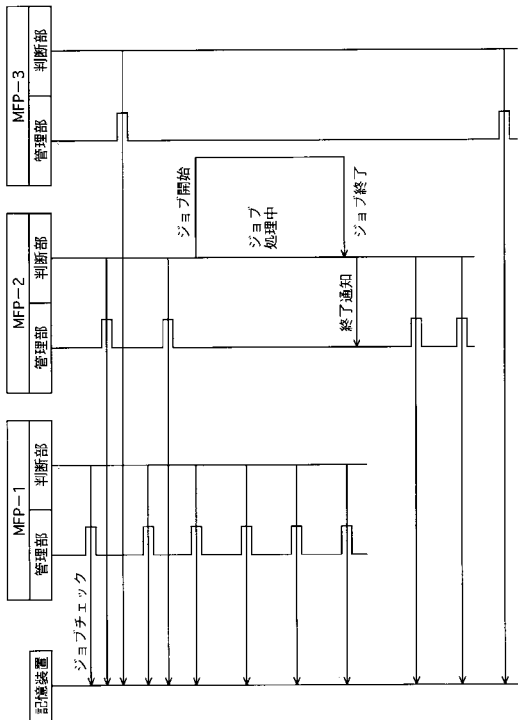 記憶装置
MFP-1
管理部
判断部
MFP-2
管理部
判断部
MFP-3
管理部
判断部
ジョブチェック
ジョブ開始
ジョブ
処理中
ジョブ終了
終了通知